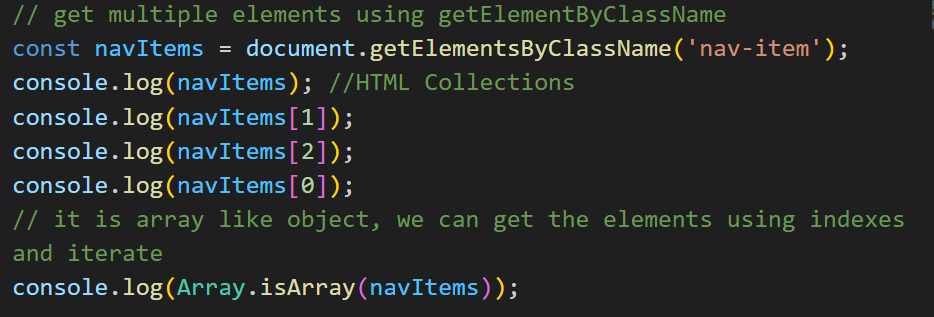 // get multiple elements using getElementByClassName
const navItems = document.getElementsByClassName('nav-item');
console.log(navItems); //HTML Collections
console.log(navItems[1]);
console.log(navItems[2]);
console.log(navItems[0]);
// it is array like object, we can get the elements using indexes
and iterate
console.log(Array.isArray(navItems));